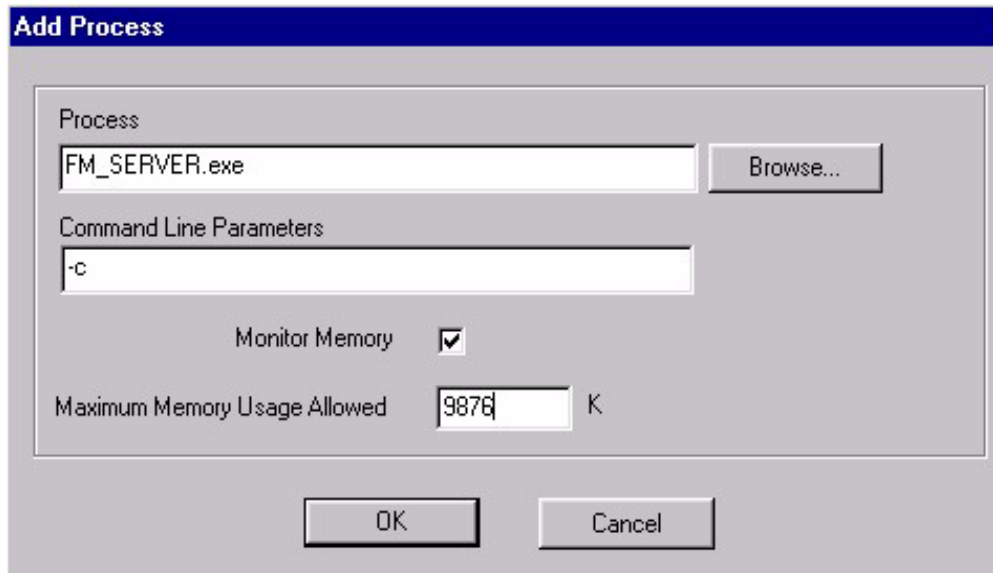 Add Process
Process
FM_SERVER.exe
Browse...
Command Line Parameters
-c
Monitor Memory
Maximum Memory Usage Allowed 9876 K
OK Cancel